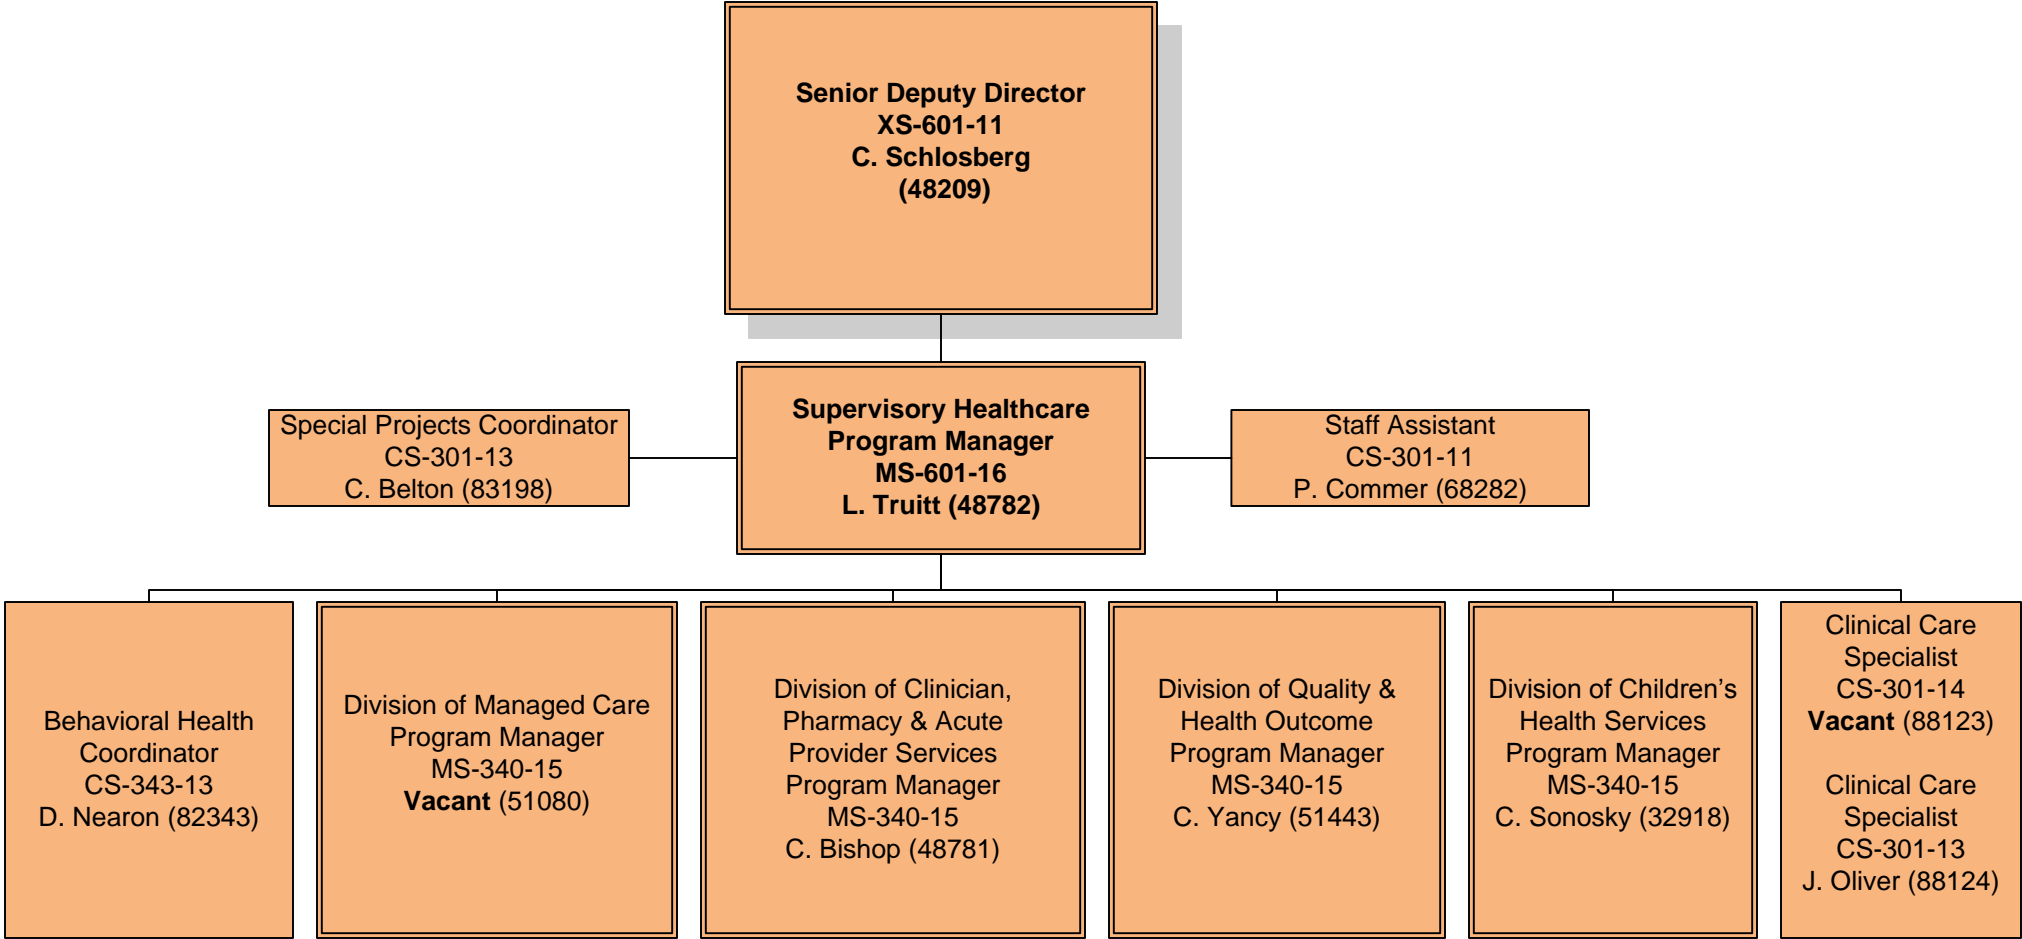 Senior Deputy Director
XS-601-11
C. Schlosberg
(48209)
Supervisory Healthcare
Program Manager
MS-601-16
L. Truitt (48782)
Special Projects Coordinator
CS-301-13
C. Belton (83198)
Staff Assistant
CS-301-11
P. Commer (68282)
Behavioral Health
Coordinator
CS-343-13
D. Nearon (82343)
Division of Managed Care
Program Manager
MS-340-15
Vacant (51080)
Division of Clinician,
Pharmacy & Acute
Provider Services
Program Manager
MS-340-15
C. Bishop (48781)
Division of Quality &
Health Outcome
Program Manager
MS-340-15
C. Yancy (51443)
Division of Children’s
Health Services
Program Manager
MS-340-15
C. Sonosky (32918)
Clinical Care
Specialist
CS-301-14
Vacant (88123)
Clinical Care
Specialist
CS-301-13
J. Oliver (88124)